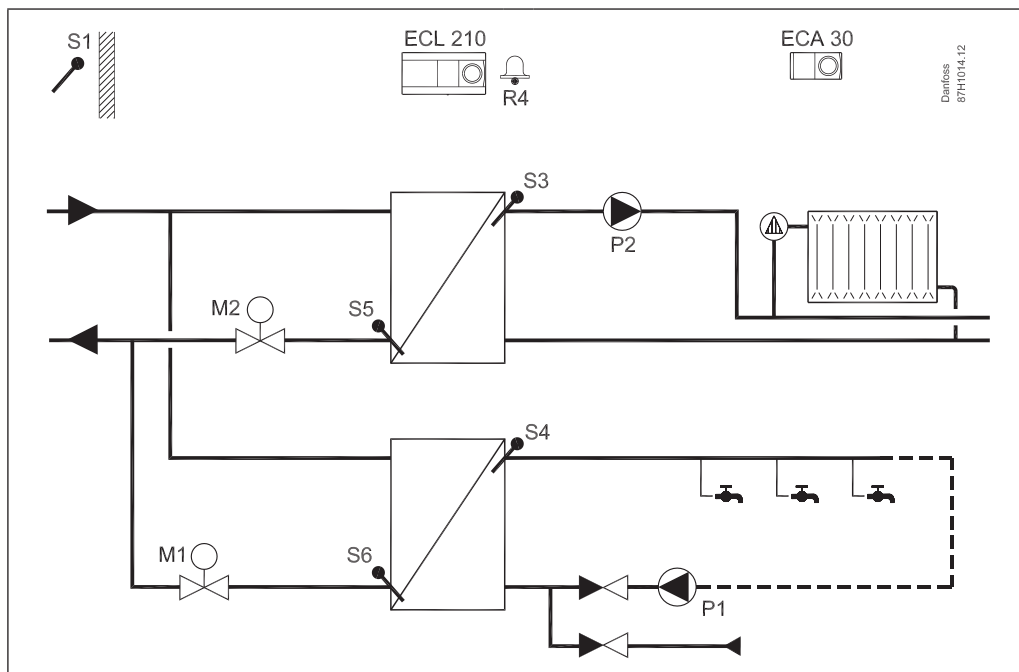 S1
ECL 210
R4
ECA 30
Danfoss
87H1014.12
S3
P2
M2
S5
S4
M1
S6
P1